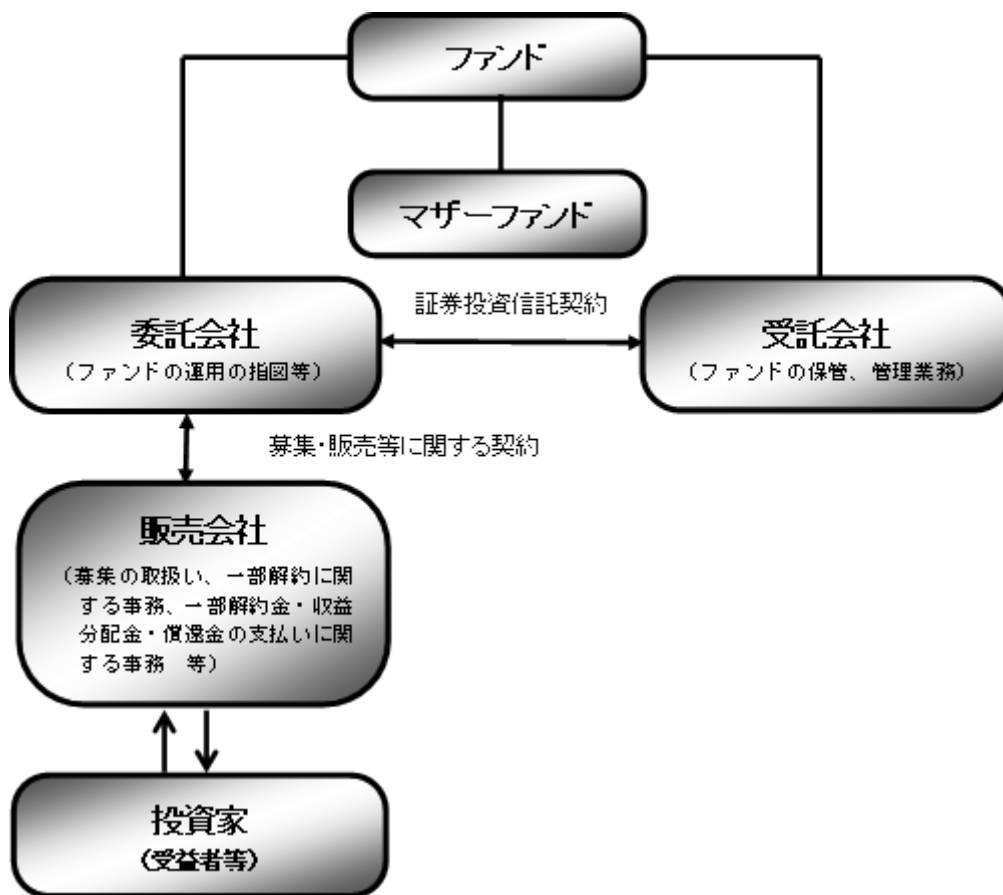 ファンド
マザーファンド
証券投資信託契約
委託会社
(ファンドの運用の指図等)
受託会社
(ファンドの保管、管理業務)
募集・販売等に関する契約
販売会社
(募集の取扱い、一部解約に関
する事務、一部解約金・収益
分配金・償還金の支払いに関
する事務　等)
投資家
(受益者等)